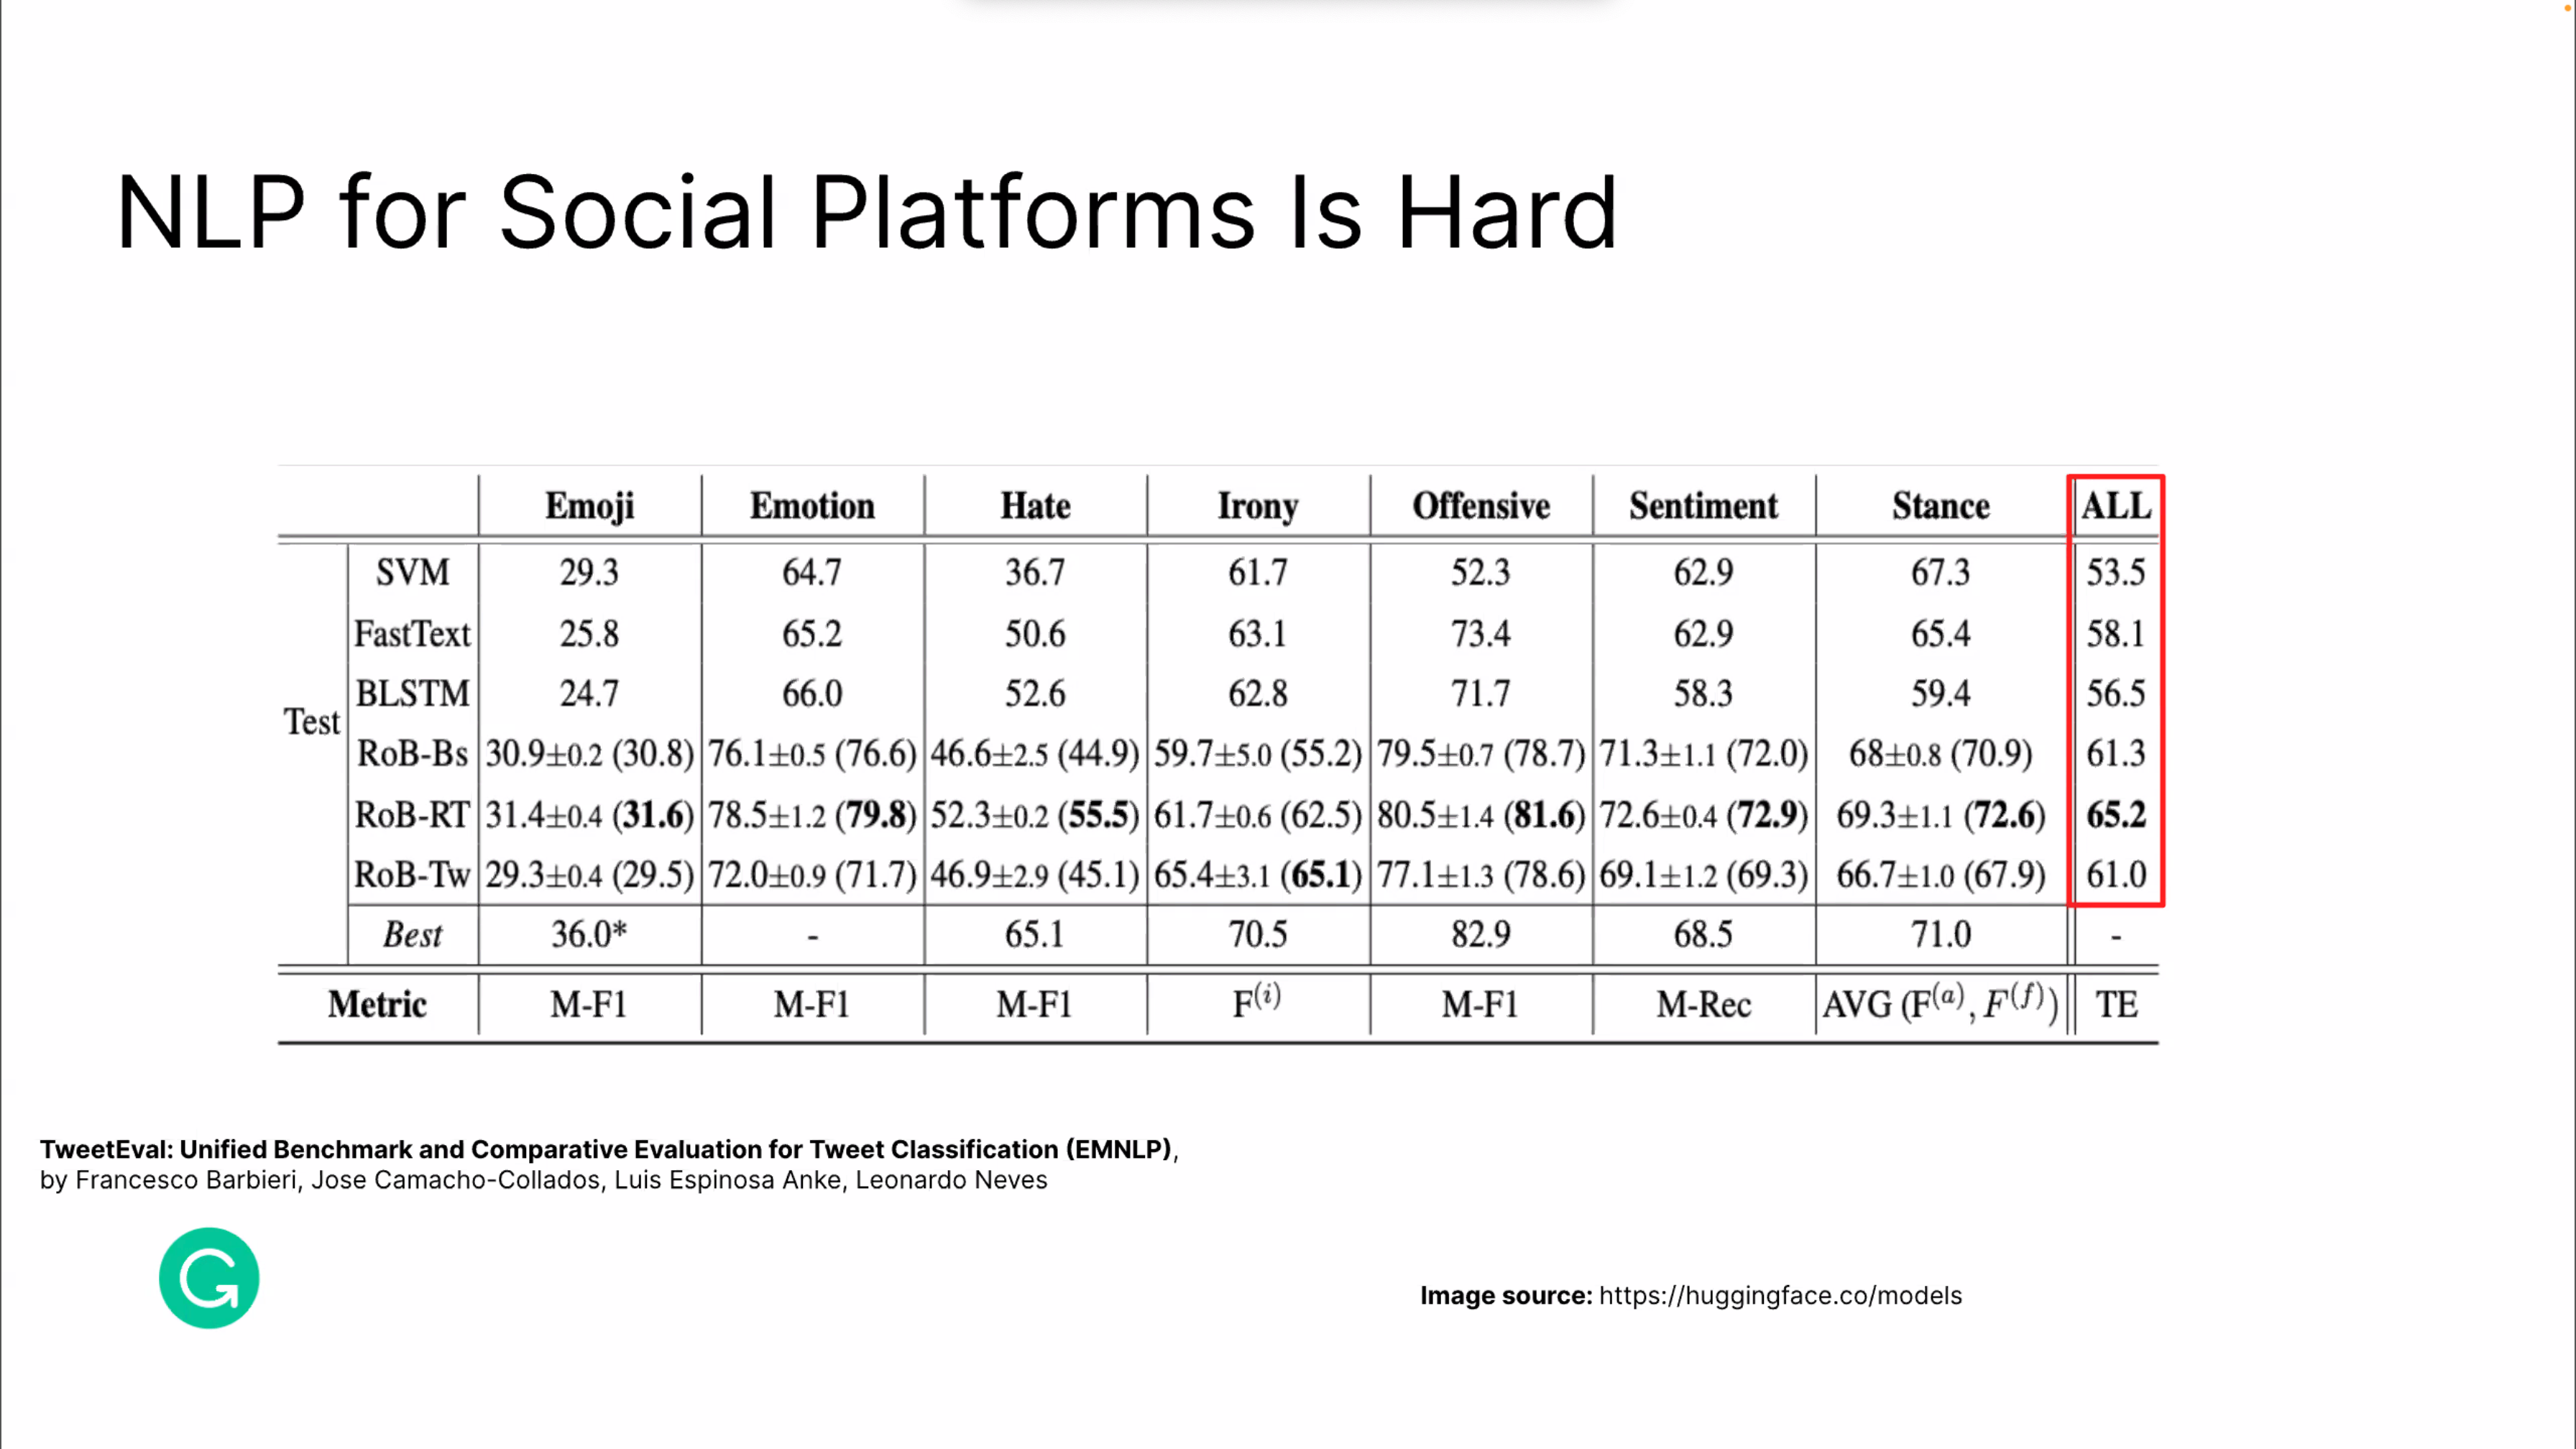 NLP for Social Platforms Is Hard
Emoji Emotion Hate Irony Offensive Sentiment Stance ALL
SVM 29.3 64.7 36.7 61.7 52.3 62.9 67.3 53.5
FastText 25.8 65.2 50.6 63.1 73.4 62.9 65.4 58.1
BLSTM 24.7 66.0 52.6 62.8 71.7 58.3 59.4 56.5
Test
RoB-Bs 30.9±0.2 (30.8) 76.1±0.5 (76.6) 46.6±2.5 (44.9) 59.7±5.0 (55.2) 79.5±0.7 (78.7) 71.3±1.1 (72.0) 68±0.8 (70.9) 61.3
RoB-RT 31.4±0.4 (31.6) 78.5±1.2 (79.8) 52.3±0.2 (55.5) 61.7±0.6 (62.5) 80.5±1.4 (81.6) 72.6±0.4 (72.9) 69.3±1.1 (72.6) 65.2
RoB-Tw 29.3±0.4 (29.5) 72.0±0.9 (71.7) 46.9±2.9 (45.1) 65.4±3.1 (65.1) 77.1±1.3 (78.6) 69.1±1.2 (69.3) 66.7±1.0 (67.9) 61.0
Best 36.0* - 65.1 70.5 82.9 68.5 71.0 -
Metric M-F1 M-F1 M-F1 F(i) M-F1 M-Rec AVG (F(a), F(f)) TE
TweetEval: Unified Benchmark and Comparative Evaluation for Tweet Classification (EMNLP),
by Francesco Barbieri, Jose Camacho-Collados, Luis Espinosa Anke, Leonardo Neves
Image source: https://huggingface.co/models